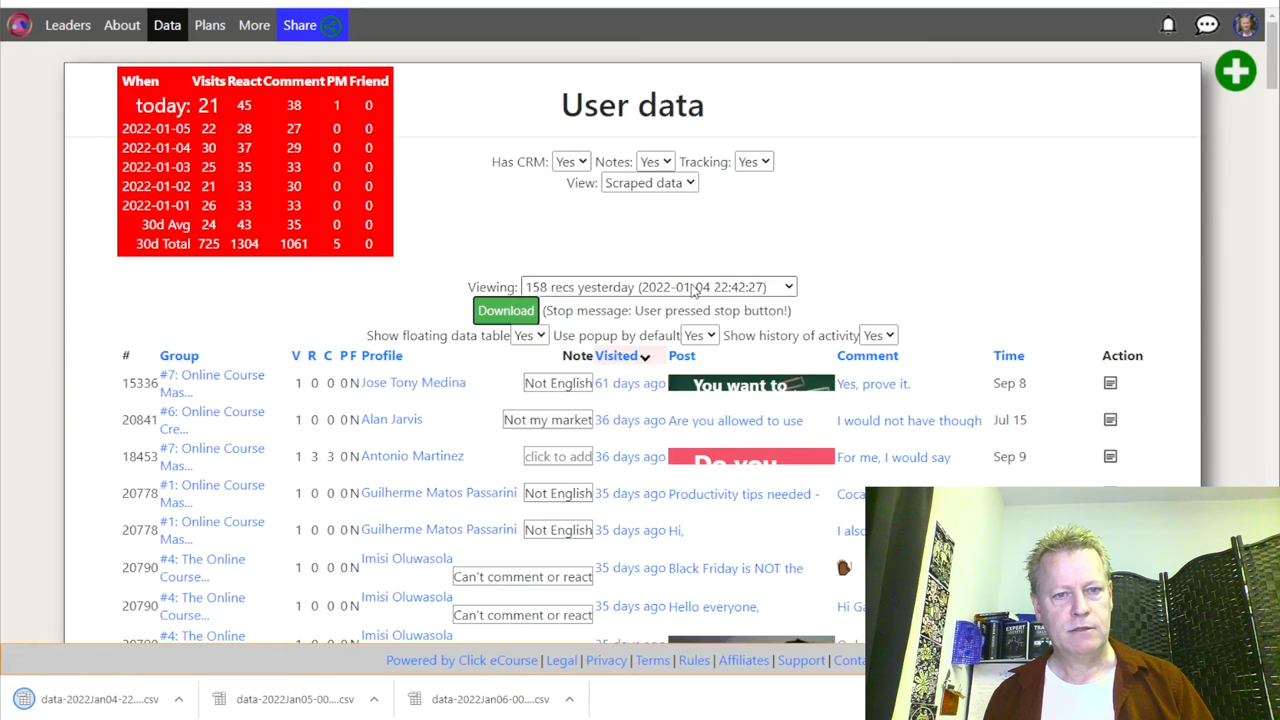 Leaders About Data Plans More Share
When Visits React Comment PM Friend
today: 21 45 38 1 0
2022-01-05 22 28 27 0 0
2022-01-04 30 37 29 0 0
2022-01-03 25 35 33 0 0
2022-01-02 21 33 30 0 0
2022-01-01 26 33 33 0 0
30d Avg 24 43 35 0 0
30d Total 725 1304 1061 5 0
User data
Has CRM: Yes Notes: Yes Tracking: Yes
View: Scraped data
Viewing: 158 recs yesterday (2022-01-04 22:42:27)
Download (Stop message: User pressed stop button!)
Show floating data table Yes Use popup by default Yes Show history of activity Yes
# Group V R C P F Profile Note Visited Post Comment Time Action
15336 #7: Online Course Mas... 1 0 0 0 N Jose Tony Medina Not English 61 days ago You want to Yes, prove it. Sep 8
20841 #6: Online Course Cre... 1 0 0 0 N Alan Jarvis Not my market 36 days ago Are you allowed to use I would not have though Jul 15
18453 #7: Online Course Mas... 1 3 3 0 N Antonio Martinez click to add 36 days ago Do you For me, I would say Sep 9
20778 #1: Online Course Mas... 1 0 0 0 N Guilherme Matos Passarini Not English 35 days ago Productivity tips needed - Coca
20778 #1: Online Course Mas... 1 0 0 0 N Guilherme Matos Passarini Not English 35 days ago Hi, I also
20790 #4: The Online Course... 1 0 0 0 N Imisi Oluwasola Can't comment or react 35 days ago Black Friday is NOT the
20790 #4: The Online Course... 1 0 0 0 N Imisi Oluwasola Can't comment or react 35 days ago Hello everyone, Hi Ga
#4: The Online Imisi Oluwasola
Powered by Click eCourse | Legal | Privacy | Terms | Rules | Affiliates | Support | Conta
data-2022Jan04-22....csv data-2022Jan05-00....csv data-2022Jan06-00....csv
EXPERT